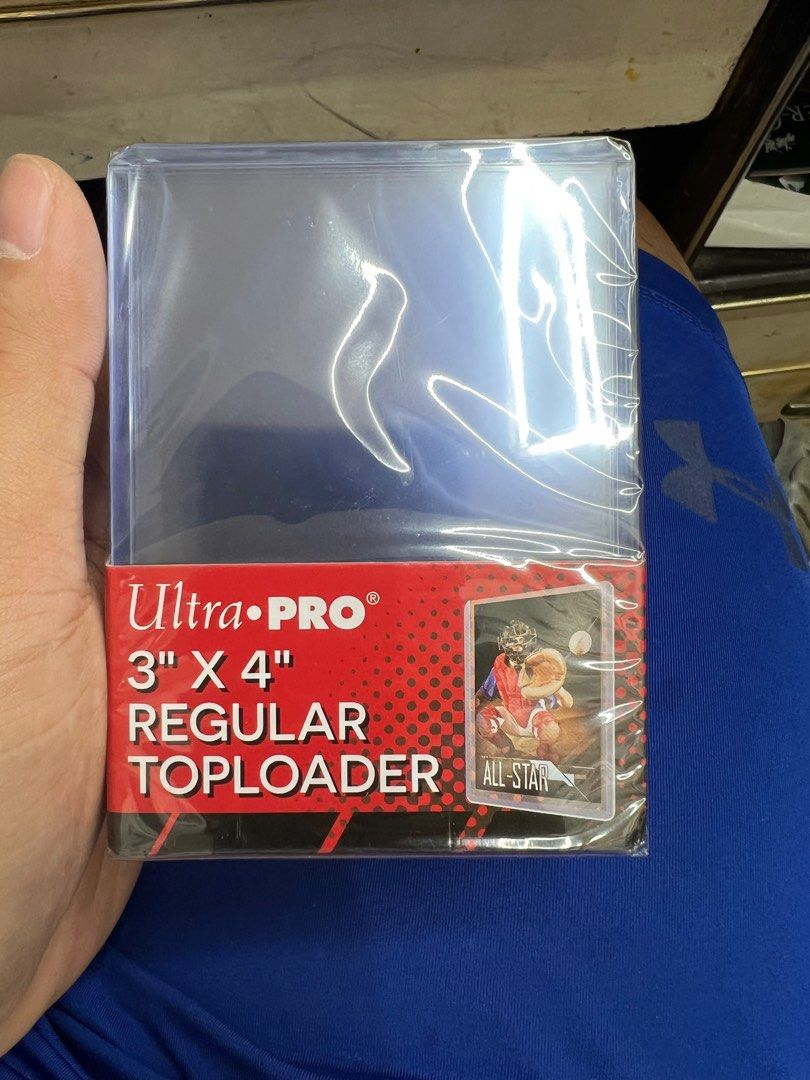 Ultra•PRO®
3" X 4"
REGULAR
TOPLOADER
ALL-STAR